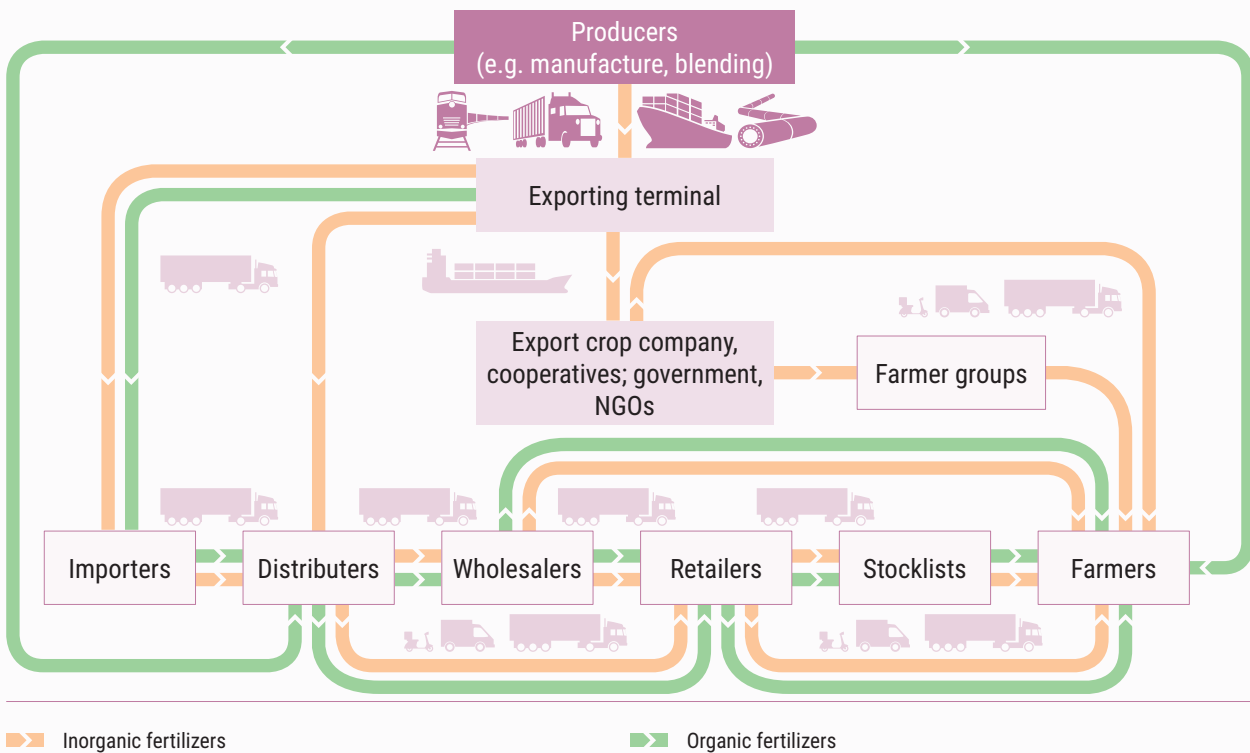 Producers
(e.g. manufacture, blending)
Exporting terminal
Export crop company,
cooperatives; government,
NGOs
Farmer groups
Importers
Distributers
Wholesalers
Retailers
Stocklists
Farmers
Inorganic fertilizers
Organic fertilizers